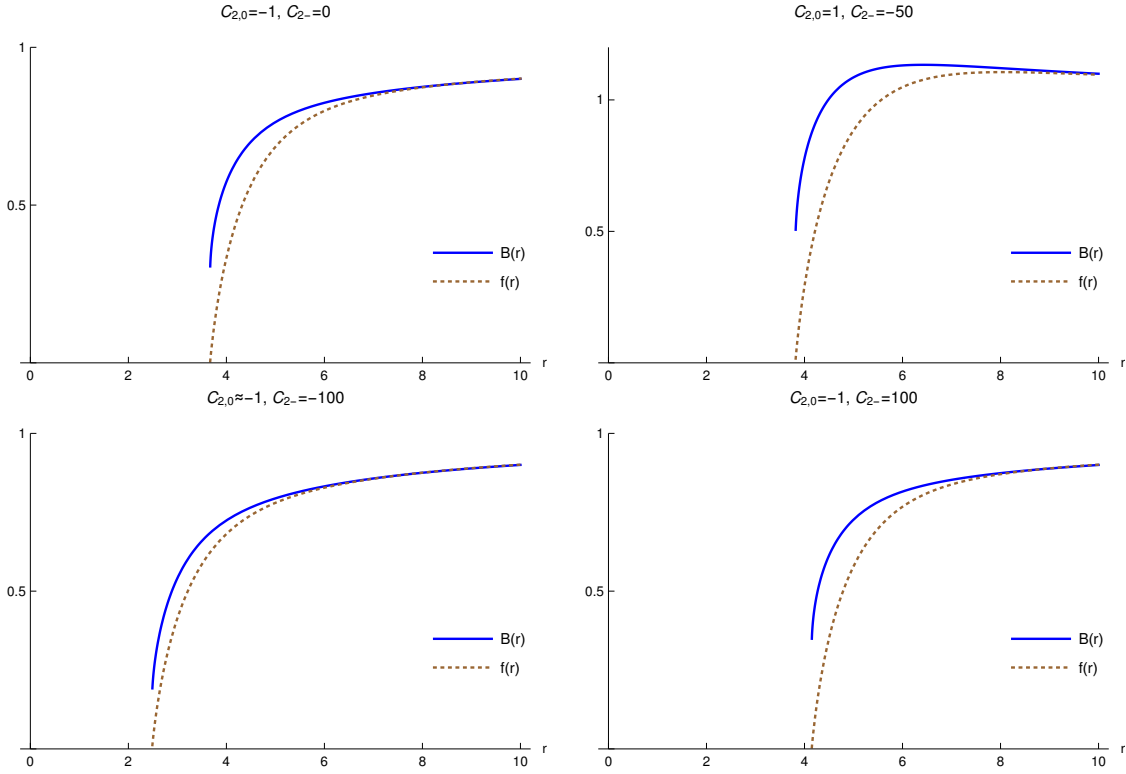 C2,0=−1, C2−=0
1
0.5
B(r)
f(r)
0 2 4 6 8 10 r
C2,0=1, C2−=−50
1
0.5
B(r)
f(r)
0 2 4 6 8 10 r
C2,0≈−1, C2−=−100
1
0.5
B(r)
f(r)
0 2 4 6 8 10 r
C2,0=−1, C2−=100
1
0.5
B(r)
f(r)
0 2 4 6 8 10 r